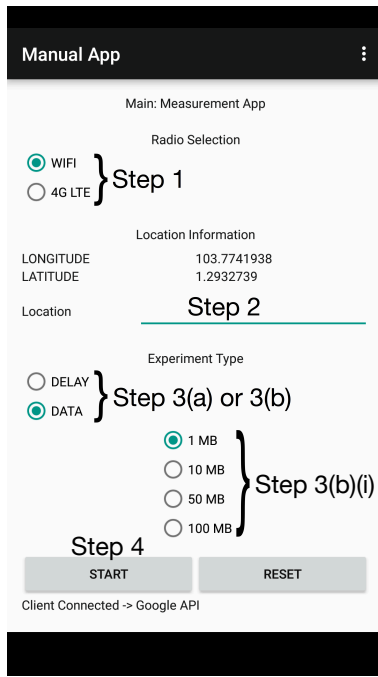 Manual App
Main: Measurement App
Radio Selection
WIFI
4G LTE
Step 1
Location Information
LONGITUDE 103.7741938
LATITUDE 1.2932739
Location Step 2
Experiment Type
DELAY
DATA
Step 3(a) or 3(b)
1 MB
10 MB
50 MB
100 MB
Step 3(b)(i)
Step 4
START RESET
Client Connected -> Google API